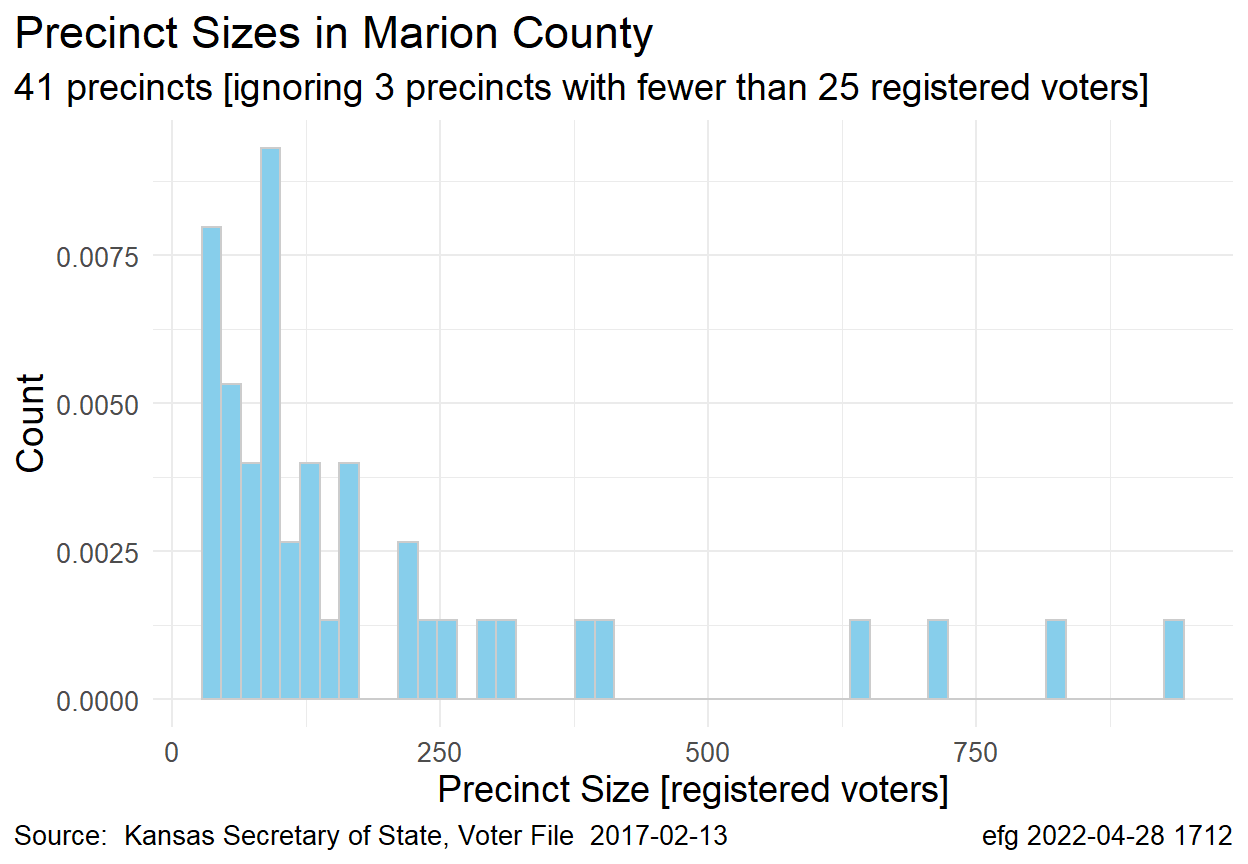 Precinct Sizes in Marion County
41 precincts [ignoring 3 precincts with fewer than 25 registered voters]
Count
0.0075
0.0050
0.0025
0.0000
0 250 500 750
Precinct Size [registered voters]
Source:  Kansas Secretary of State, Voter File  2017-02-13 efg 2022-04-28 1712